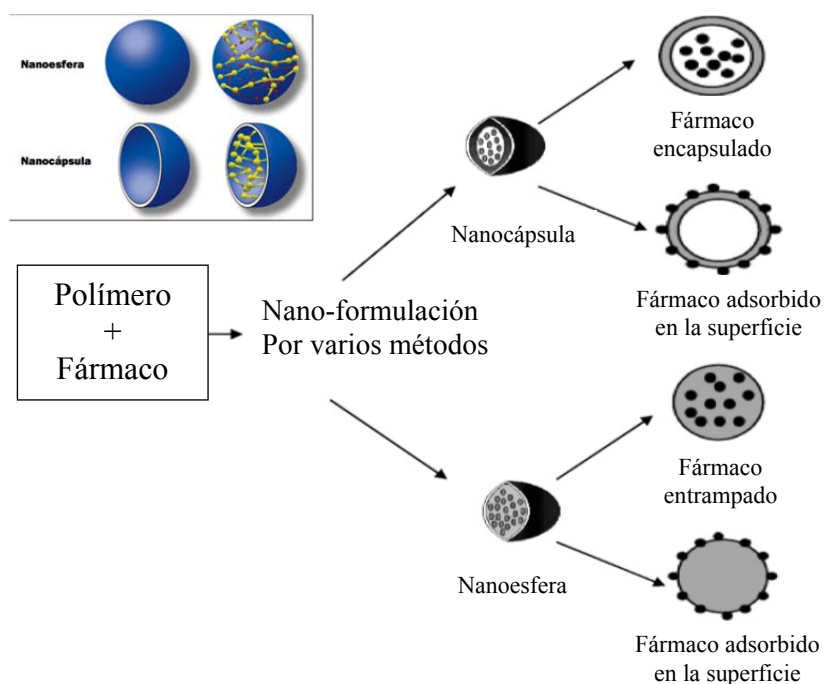 Nanoesfera
Nanocápsula
Polímero
+
Fármaco
Nano-formulación
Por varios métodos
Nanocápsula
Fármaco
encapsulado
Fármaco adsorbido
en la superficie
Nanoesfera
Fármaco
entrampado
Fármaco adsorbido
en la superficie